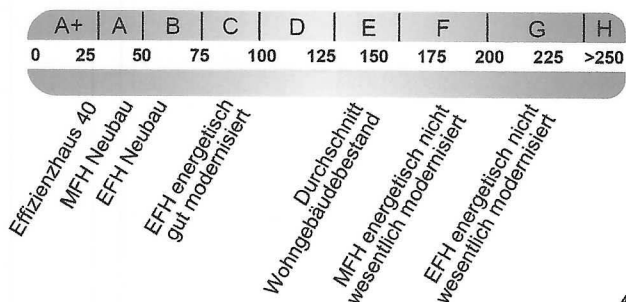 A+ A B C D E F G H
0 25 50 75 100 125 150 175 200 225 >250
Effizienzhaus 40
MFH Neubau
EFH Neubau
EFH energetisch
gut modernisiert
Durchschnitt
Wohngebäudebestand
MFH energetisch nicht
wesentlich modernisiert
EFH energetisch nicht
wesentlich modernisiert